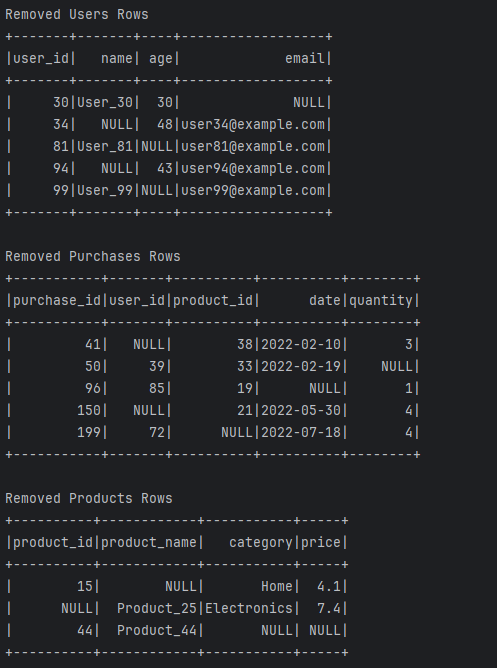 Removed Users Rows
+-------+-------+----+------------------+
|user_id|   name| age|             email|
+-------+-------+----+------------------+
|     30|User_30|  30|              NULL|
|     34|   NULL|  48|user34@example.com|
|     81|User_81|NULL|user81@example.com|
|     94|   NULL|  43|user94@example.com|
|     99|User_99|NULL|user99@example.com|
+-------+-------+----+------------------+

Removed Purchases Rows
+-----------+-------+----------+----------+--------+
|purchase_id|user_id|product_id|      date|quantity|
+-----------+-------+----------+----------+--------+
|         41|   NULL|        38|2022-02-10|       3|
|         50|     39|        33|2022-02-19|    NULL|
|         96|     85|        19|      NULL|       1|
|        150|   NULL|        21|2022-05-30|       4|
|        199|     72|      NULL|2022-07-18|       4|
+-----------+-------+----------+----------+--------+

Removed Products Rows
+----------+------------+-----------+-----+
|product_id|product_name|   category|price|
+----------+------------+-----------+-----+
|        15|        NULL|       Home|  4.1|
|      NULL|  Product_25|Electronics|  7.4|
|        44|  Product_44|       NULL| NULL|
+----------+------------+-----------+-----+